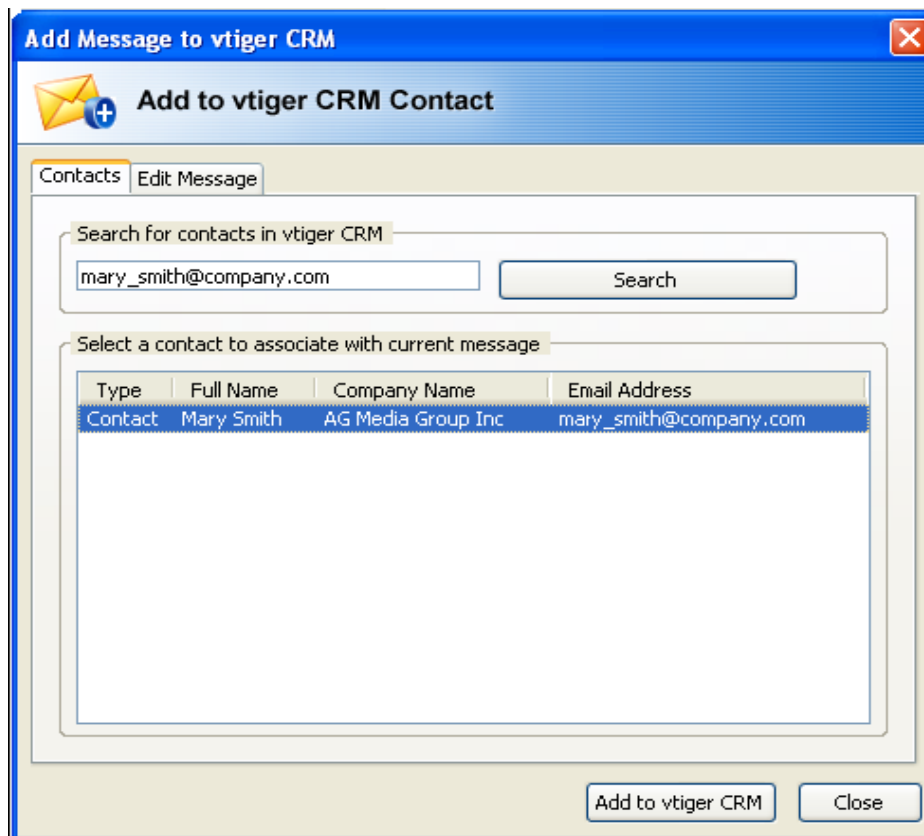 Add Message to vtiger CRM
Add to vtiger CRM Contact
Contacts Edit Message
Search for contacts in vtiger CRM
mary_smith@company.com Search
Select a contact to associate with current message
Type Full Name Company Name Email Address
Contact Mary Smith AG Media Group Inc mary_smith@company.com
Add to vtiger CRM Close